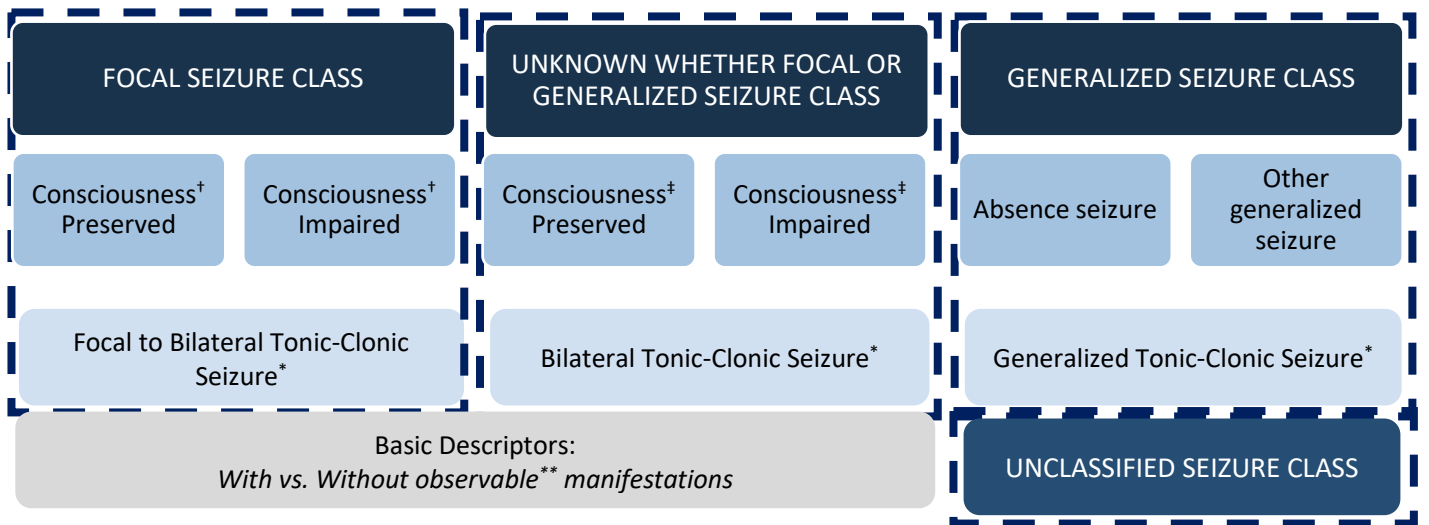 FOCAL SEIZURE CLASS
UNKNOWN WHETHER FOCAL OR
GENERALIZED SEIZURE CLASS
GENERALIZED SEIZURE CLASS
Consciousness†
Preserved
Consciousness†
Impaired
Consciousness‡
Preserved
Consciousness‡
Impaired
Absence seizure
Other
generalized
seizure
Focal to Bilateral Tonic-Clonic
Seizure*
Bilateral Tonic-Clonic Seizure*
Generalized Tonic-Clonic Seizure*
Basic Descriptors:
With vs. Without observable** manifestations
UNCLASSIFIED SEIZURE CLASS